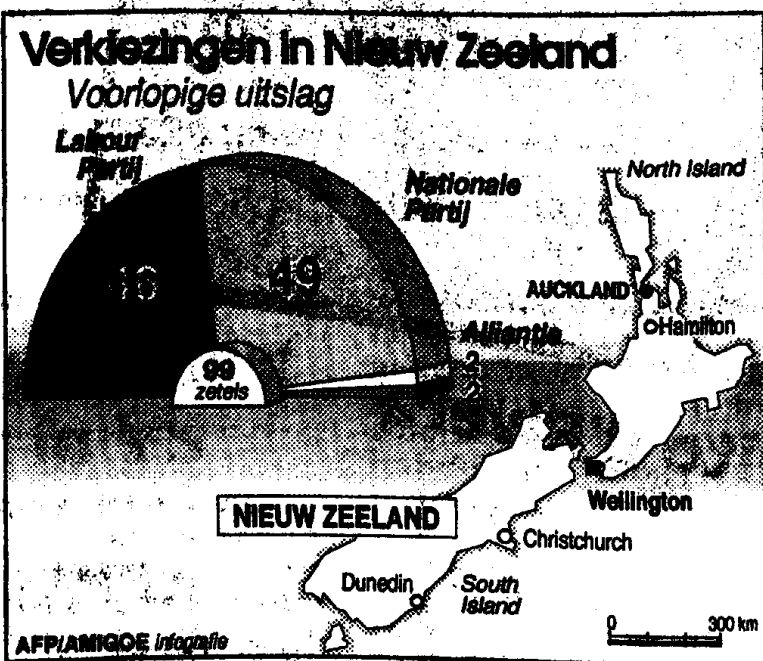 Verkiezingen in Nieuw Zeeland
Voorlopige uitslag
Labour
Partij
Nationale
Partij
49
Alliantie
2
99
zetels
North Island
AUCKLAND
Hamilton
Wellington
NIEUW ZEELAND
Christchurch
Dunedin
South
Island
0 300 km
AFP/AMIGOE infografie